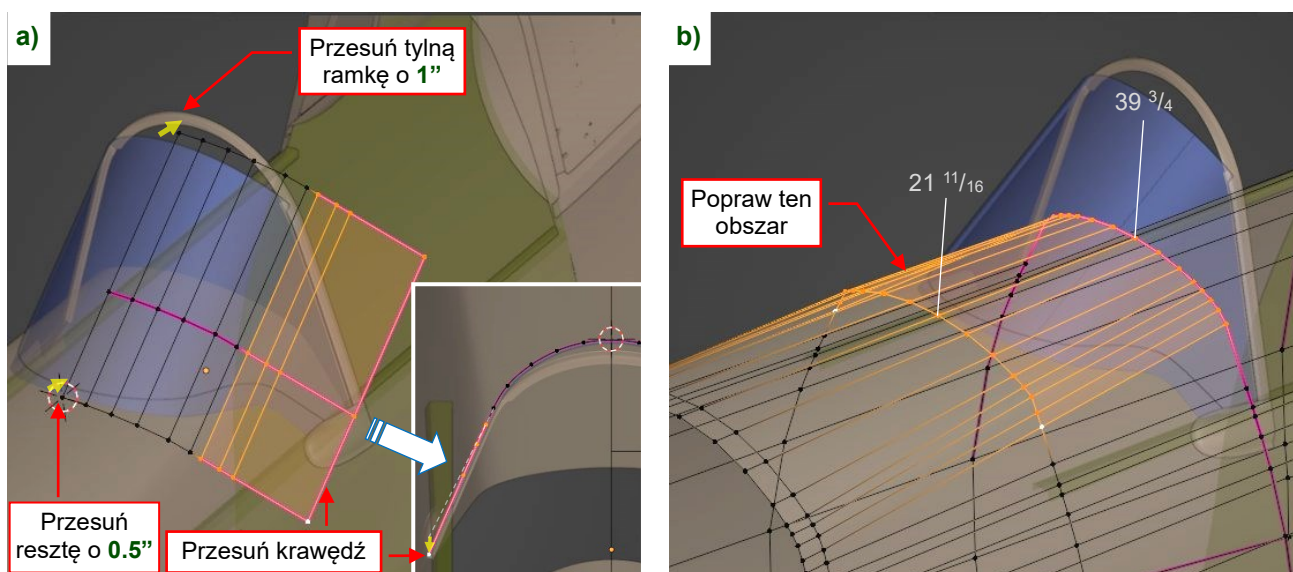 a)
Przesuń tylną
ramkę o 1”
Przesuń
resztę o 0.5”
Przesuń krawędź
b)
39 3/4
21 11/16
Popraw ten
obszar